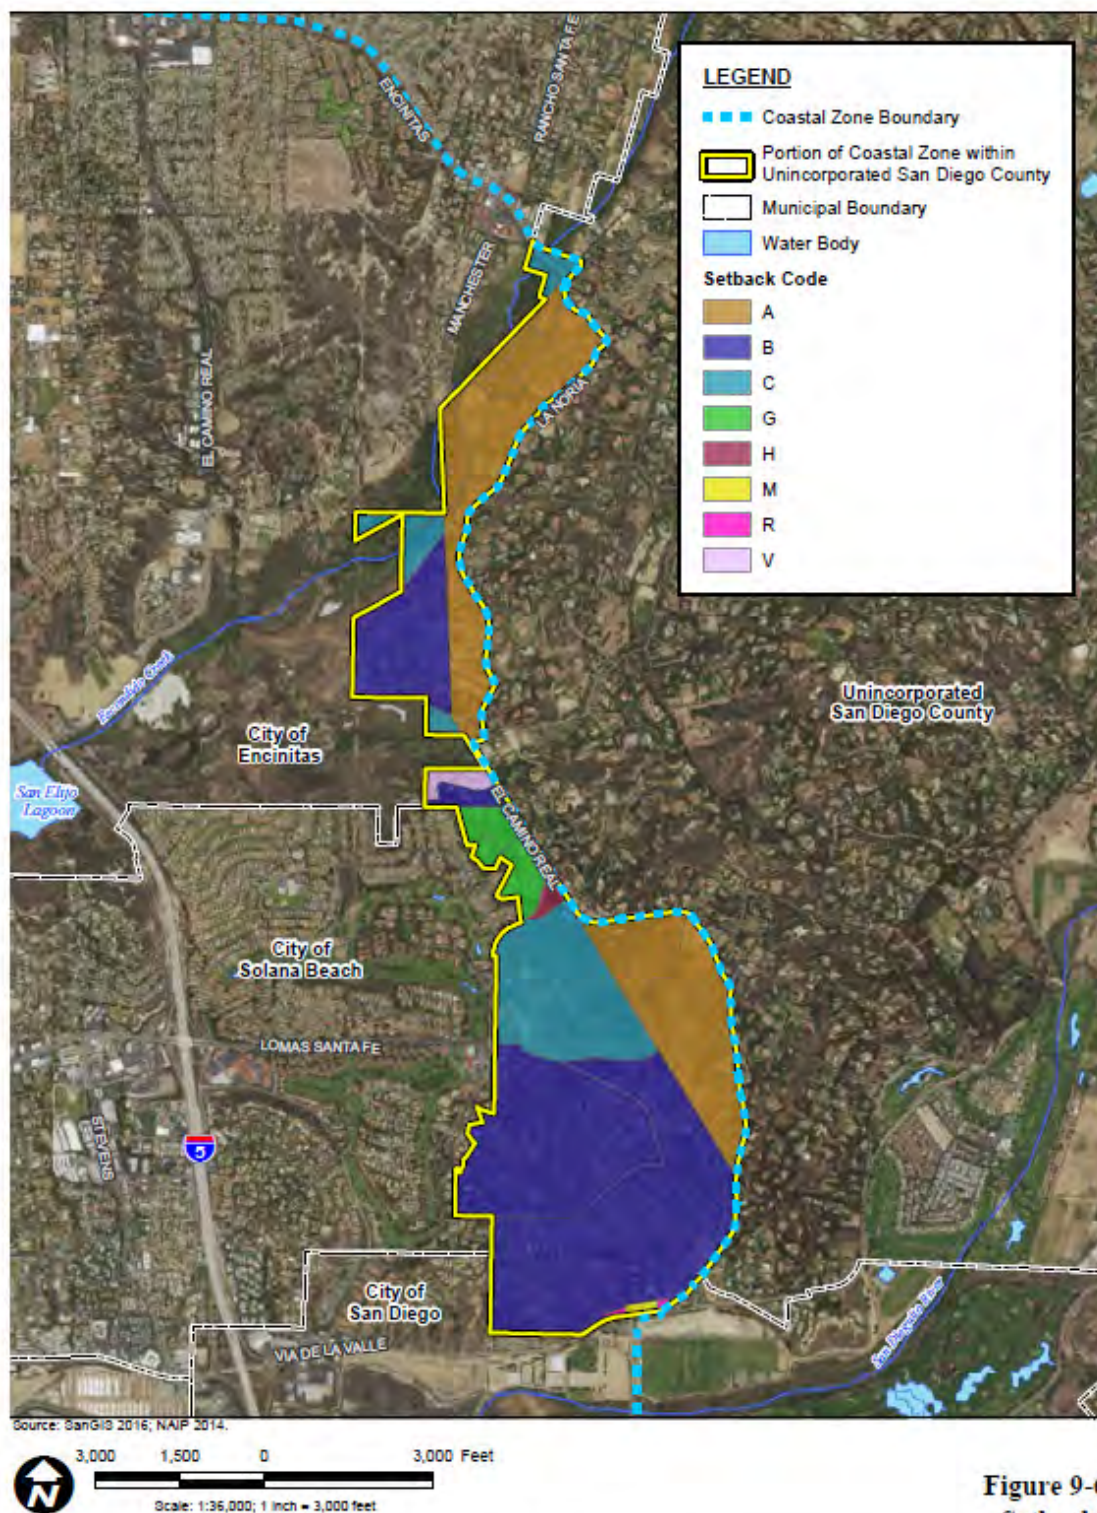 LEGEND
Coastal Zone Boundary
Portion of Coastal Zone within
Unincorporated San Diego County
Municipal Boundary
Water Body
Setback Code
A
B
C
G
H
M
R
V
ENCINITAS
RANCHO SANTA FE
MANCHESTER
EL CAMINO REAL
LA NORIA
Escondido Creek
City of
Encinitas
Unincorporated
San Diego County
San Elijo
Lagoon
EL CAMINO REAL
City of
Solana Beach
LOMAS SANTA FE
STEVENS
5
City of
San Diego
VIA DE LA VALLE
San Dieguito River
Source: SanGIS 2016; NAIP 2014.
3,000 1,500 0 3,000 Feet
N
Scale: 1:36,000; 1 inch = 3,000 feet
Figure 9-